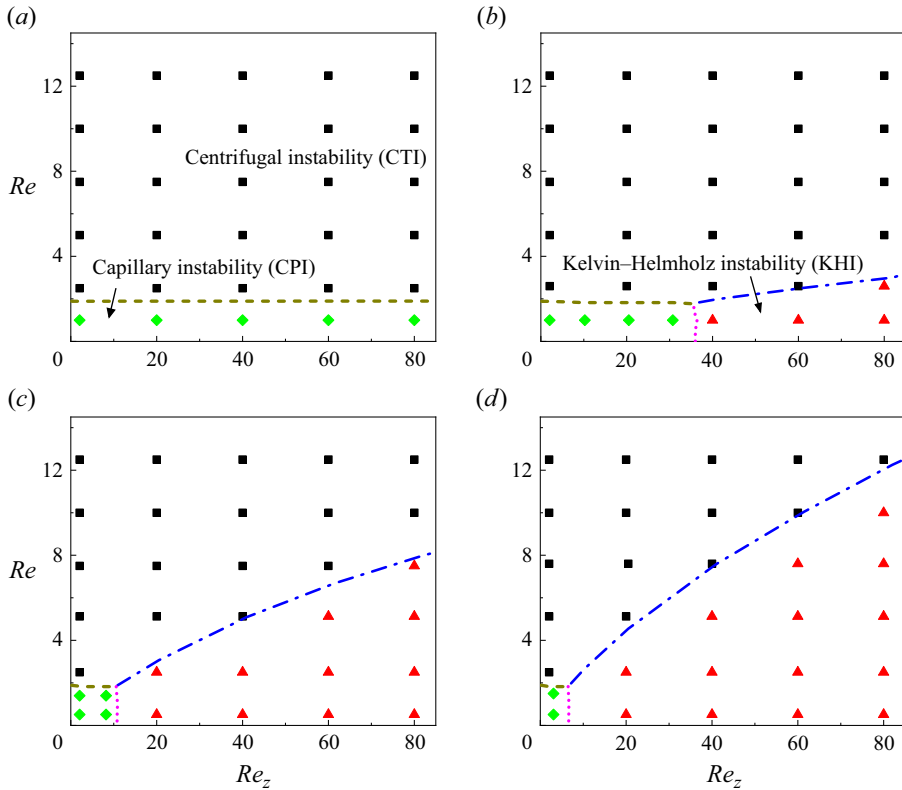 (a)
12
8
4
0
20
40
60
80
Re
Centrifugal instability (CTI)
Capillary instability (CPI)
(b)
12
8
4
0
20
40
60
80
Kelvin–Helmholz instability (KHI)
(c)
12
8
4
0
20
40
60
80
Re
Re_z
(d)
12
8
4
0
20
40
60
80
Re_z